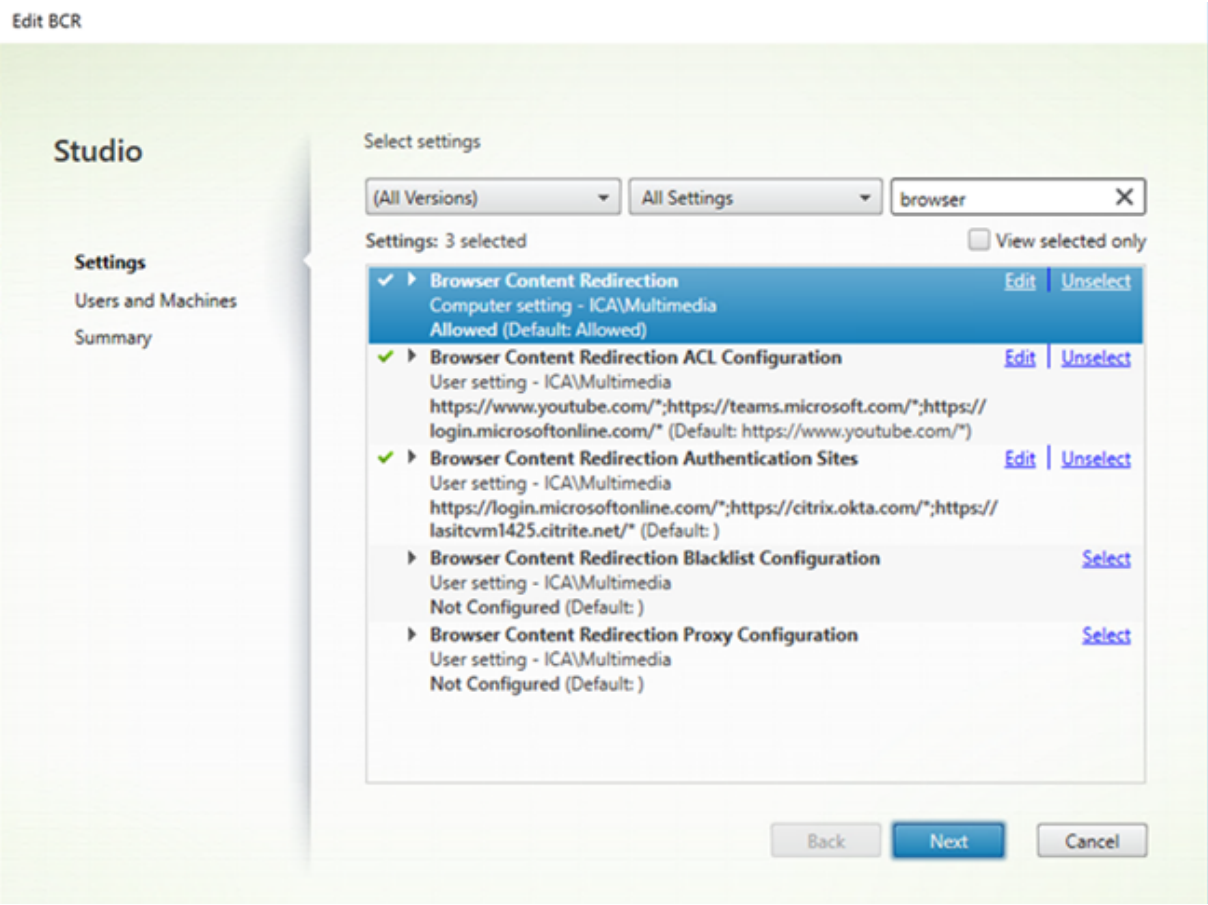 Edit BCR
Studio
Settings
Users and Machines
Summary
Select settings
(All Versions)
All Settings
browser
Settings: 3 selected
View selected only
Browser Content Redirection
Edit
Unselect
Computer setting - ICA\Multimedia
Allowed (Default: Allowed)
Browser Content Redirection ACL Configuration
Edit
Unselect
User setting - ICA\Multimedia
https://www.youtube.com/*;https://teams.microsoft.com/*;https://
login.microsoftonline.com/* (Default: https://www.youtube.com/*)
Browser Content Redirection Authentication Sites
Edit
Unselect
User setting - ICA\Multimedia
https://login.microsoftonline.com/*;https://citrix.okta.com/*;https://
lasitcvm1425.citrite.net/* (Default: )
Browser Content Redirection Blacklist Configuration
Select
User setting - ICA\Multimedia
Not Configured (Default: )
Browser Content Redirection Proxy Configuration
Select
User setting - ICA\Multimedia
Not Configured (Default: )
Back
Next
Cancel